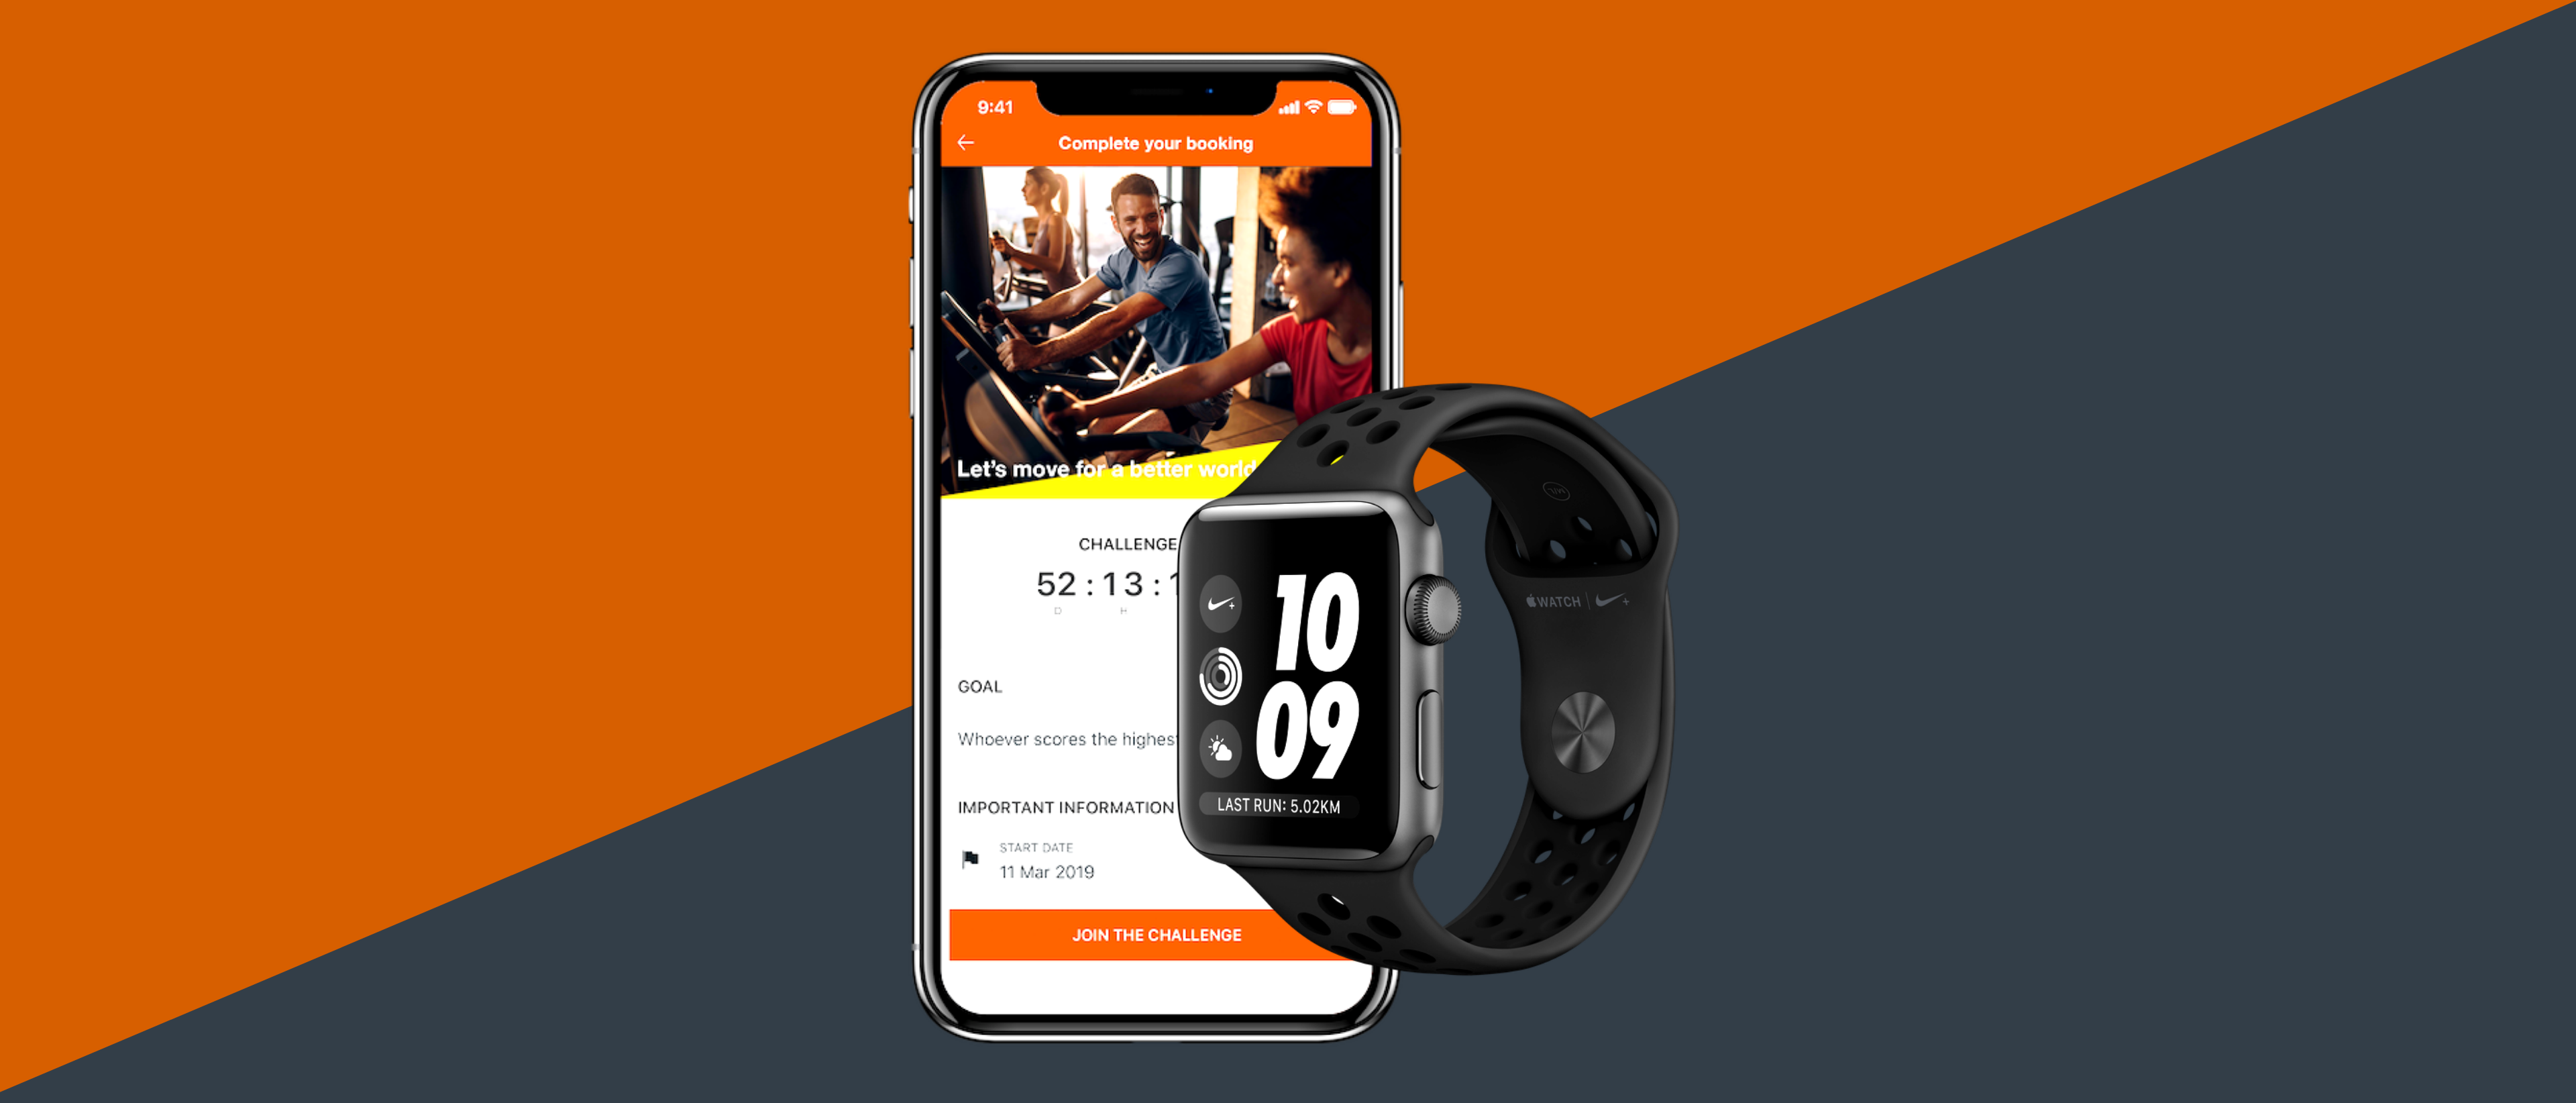 9:41
Complete your booking
Let's move for a better world
CHALLENGE
52 : 13 : 1
D H
GOAL
Whoever scores the highest
IMPORTANT INFORMATION
START DATE
11 Mar 2019
JOIN THE CHALLENGE
10
09
LAST RUN: 5.02KM
WATCH